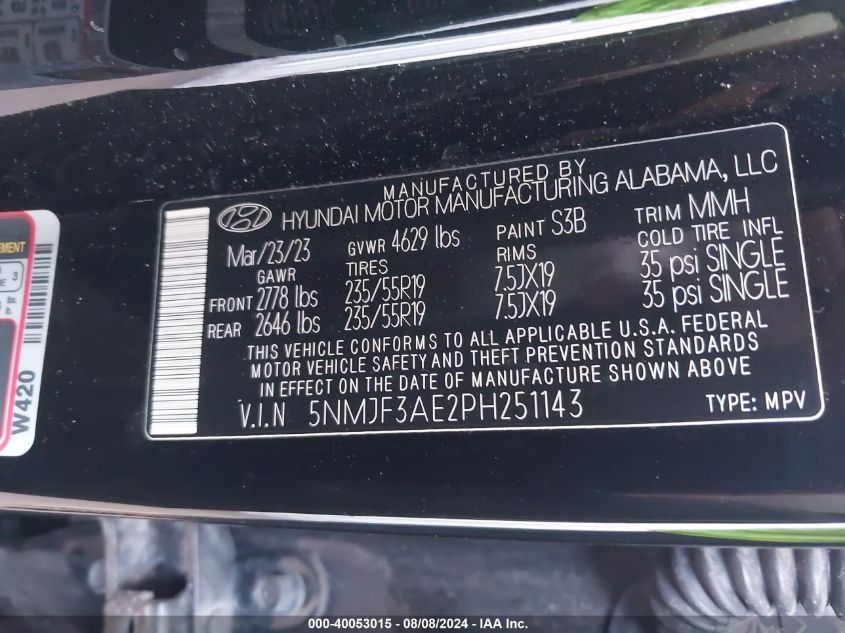 MANUFACTURED BY
HYUNDAI MOTOR MANUFACTURING ALABAMA, LLC
Mar/23/23 GVWR 4629 lbs PAINT S3B TRIM MMH
GAWR TIRES RIMS COLD TIRE INFL
FRONT 2778 lbs 235/55R19 7.5JX19 35 psi SINGLE
REAR 2646 lbs 235/55R19 7.5JX19 35 psi SINGLE
THIS VEHICLE CONFORMS TO ALL APPLICABLE U.S.A. FEDERAL
MOTOR VEHICLE SAFETY AND THEFT PREVENTION STANDARDS
IN EFFECT ON THE DATE OF MANUFACTURE SHOWN ABOVE
V.I.N 5NMJF3AE2PH251143 TYPE: MPV
3
lbs.
W420
000-40053015 - 08/08/2024 - IAA Inc.